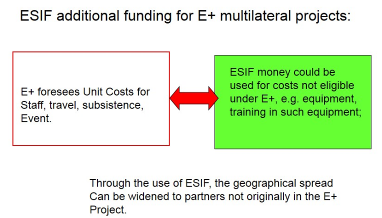 ESIF additional funding for E+ multilateral projects:
E+ foresees Unit Costs for
Staff, travel, subsistence,
Event.
ESIF money could be
used for costs not eligible
under E+, e.g. equipment,
training in such equipment;
Through the use of ESIF, the geographical spread
Can be widened to partners not originally in the E+
Project.